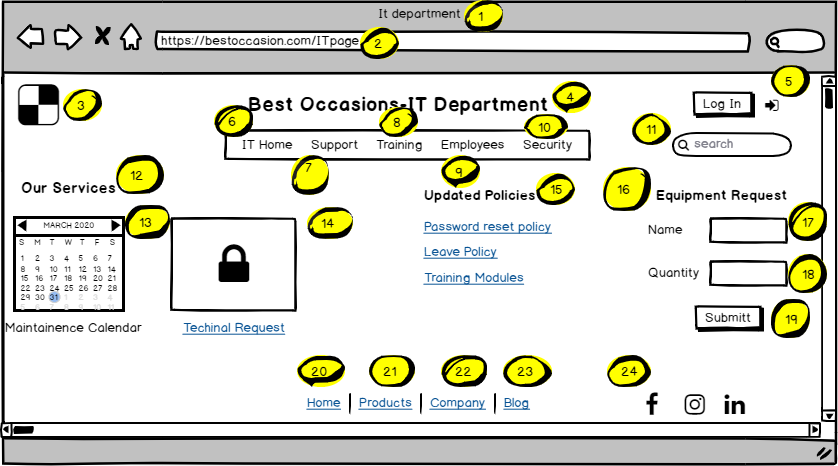 It department 1
https://bestoccasion.com/ITpage 2
3
Best Occasions-IT Department 4
5
Log In
6
8
10
11
IT Home Support Training Employees Security
search
7
9
Our Services 12
Updated Policies 15
16 Equipment Request
13
14
17
MARCH 2020
S M T W T F S
1 2 3 4 5 6 7
8 9 10 11 12 13 14
15 16 17 18 19 20 21
22 23 24 25 26 27 28
29 30 31 1 2 3 4
5 6 7 8 9 10 11
Password reset policy
Name
Leave Policy
Quantity 18
Training Modules
Maintainence Calendar
Techinal Request
Submitt 19
20 21 22 23 24
Home Products Company Blog
f in